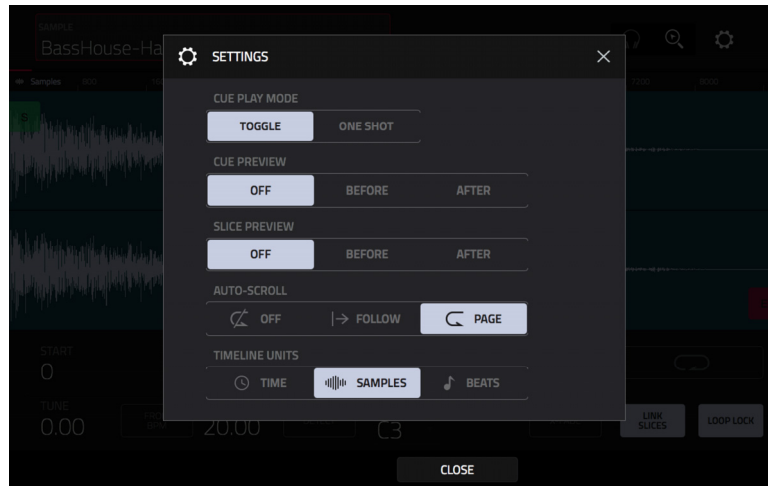 SAMPLE
BassHouse-Ha
SETTINGS
Samples
7200
8000
S
CUE PLAY MODE
TOGGLE ONE SHOT
CUE PREVIEW
OFF BEFORE AFTER
SLICE PREVIEW
OFF BEFORE AFTER
AUTO-SCROLL
OFF FOLLOW PAGE
TIMELINE UNITS
TIME SAMPLES BEATS
START
0
TUNE
0.00
20.00
C3
LINK
SLICES
LOOP LOCK
CLOSE